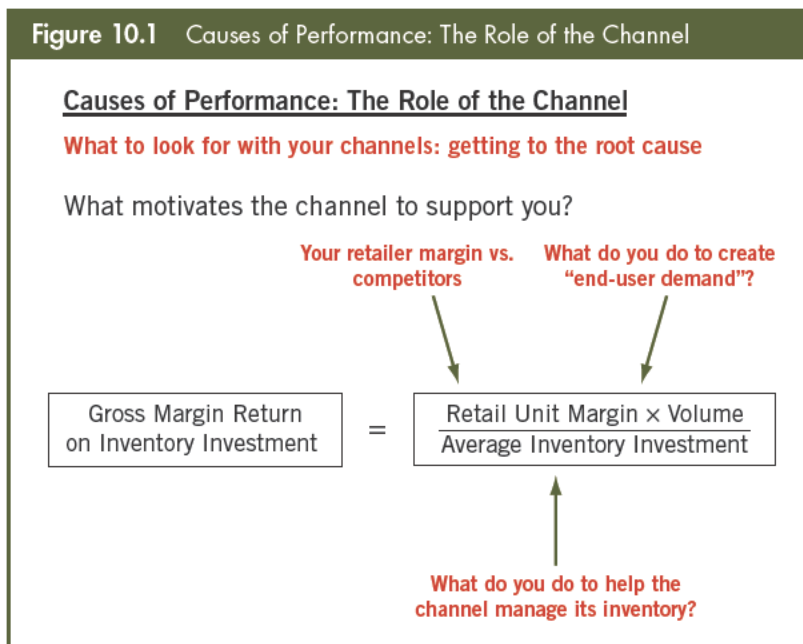 Figure 10.1 Causes of Performance: The Role of the Channel
Causes of Performance: The Role of the Channel
What to look for with your channels: getting to the root cause
What motivates the channel to support you?
Your retailer margin vs.
competitors
What do you do to create
“end-user demand”?
Gross Margin Return
on Inventory Investment
=
Retail Unit Margin × Volume
Average Inventory Investment
What do you do to help the
channel manage its inventory?